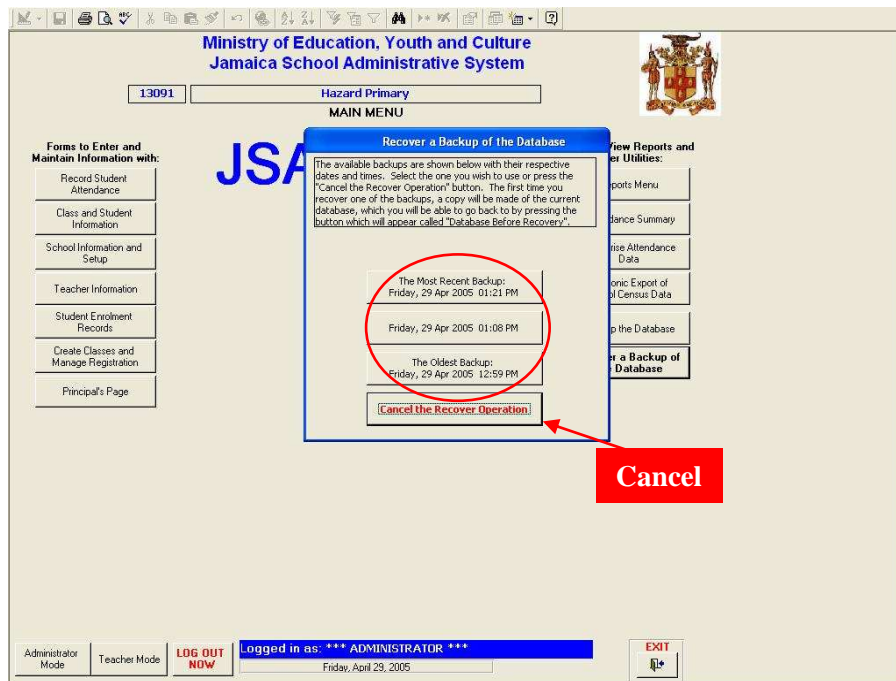 Ministry of Education, Youth and Culture
Jamaica School Administrative System
13091
Hazard Primary
MAIN MENU
Forms to Enter and
Maintain Information with:
Record Student
Attendance
Class and Student
Information
School Information and
Setup
Teacher Information
Student Enrolment
Records
Create Classes and
Manage Registration
Principal's Page
JSA
Recover a Backup of the Database
The available backups are shown below with their respective
dates and times. Select the one you wish to use or press the
"Cancel the Recover Operation" button. The first time you
recover one of the backups, a copy will be made of the current
database, which you will be able to go back to by pressing the
button which will appear called "Database Before Recovery".
The Most Recent Backup:
Friday, 29 Apr 2005 01:21 PM
Friday, 29 Apr 2005 01:08 PM
The Oldest Backup:
Friday, 29 Apr 2005 12:59 PM
Cancel the Recover Operation
View Reports and
er Utilities:
ports Menu
dance Summary
rise Attendance
Data
onic Export of
ol Census Data
p the Database
r a Backup of
Database
Cancel
Administrator
Mode
Teacher Mode
LOG OUT
NOW
Logged in as: *** ADMINISTRATOR ***
Friday, April 29, 2005
EXIT